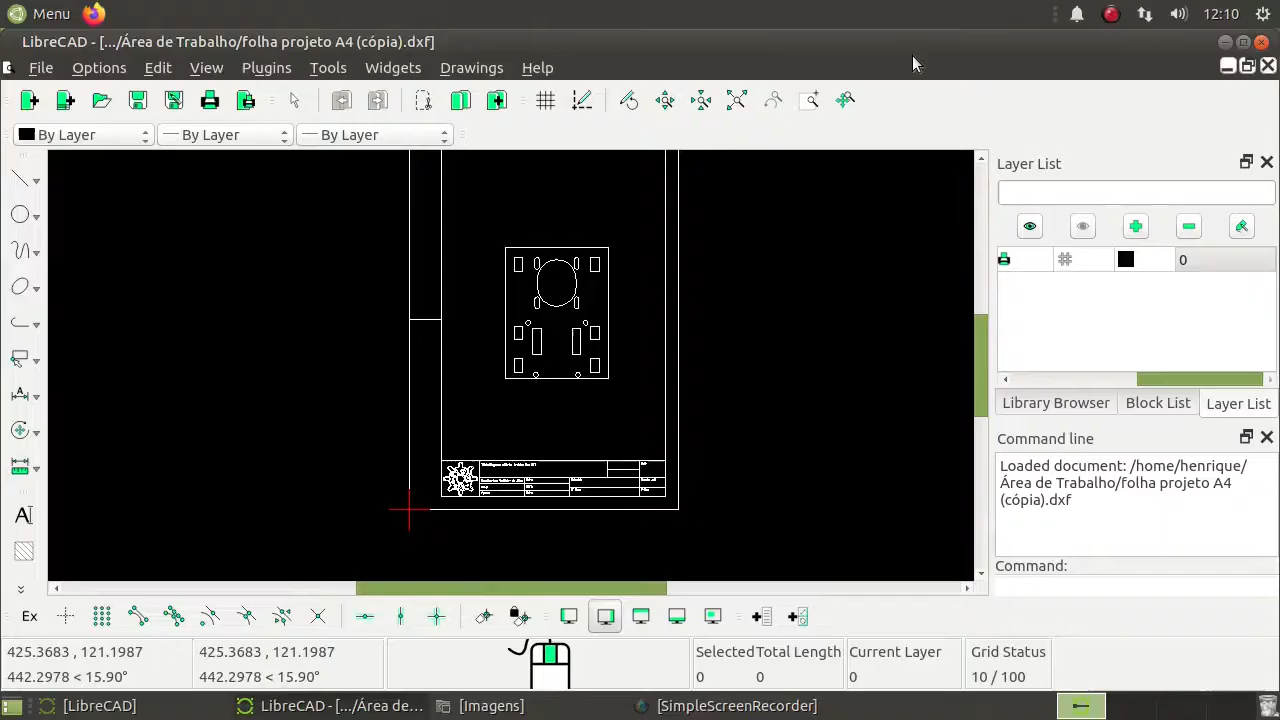 Menu
12:10
LibreCAD - [.../Área de Trabalho/folha projeto A4 (cópia).dxf]
File Options Edit View Plugins Tools Widgets Drawings Help
By Layer By Layer By Layer
Layer List
0
Library Browser Block List Layer List
Command line
Loaded document: /home/henrique/
Área de Trabalho/folha projeto A4
(cópia).dxf
Command:
Ex
425.3683 , 121.1987 425.3683 , 121.1987 Selected Total Length Current Layer Grid Status
442.2978 < 15.90° 442.2978 < 15.90° 0 0 0 10 / 100
[LibreCAD] LibreCAD - [.../Área de... [Imagens] [SimpleScreenRecorder]